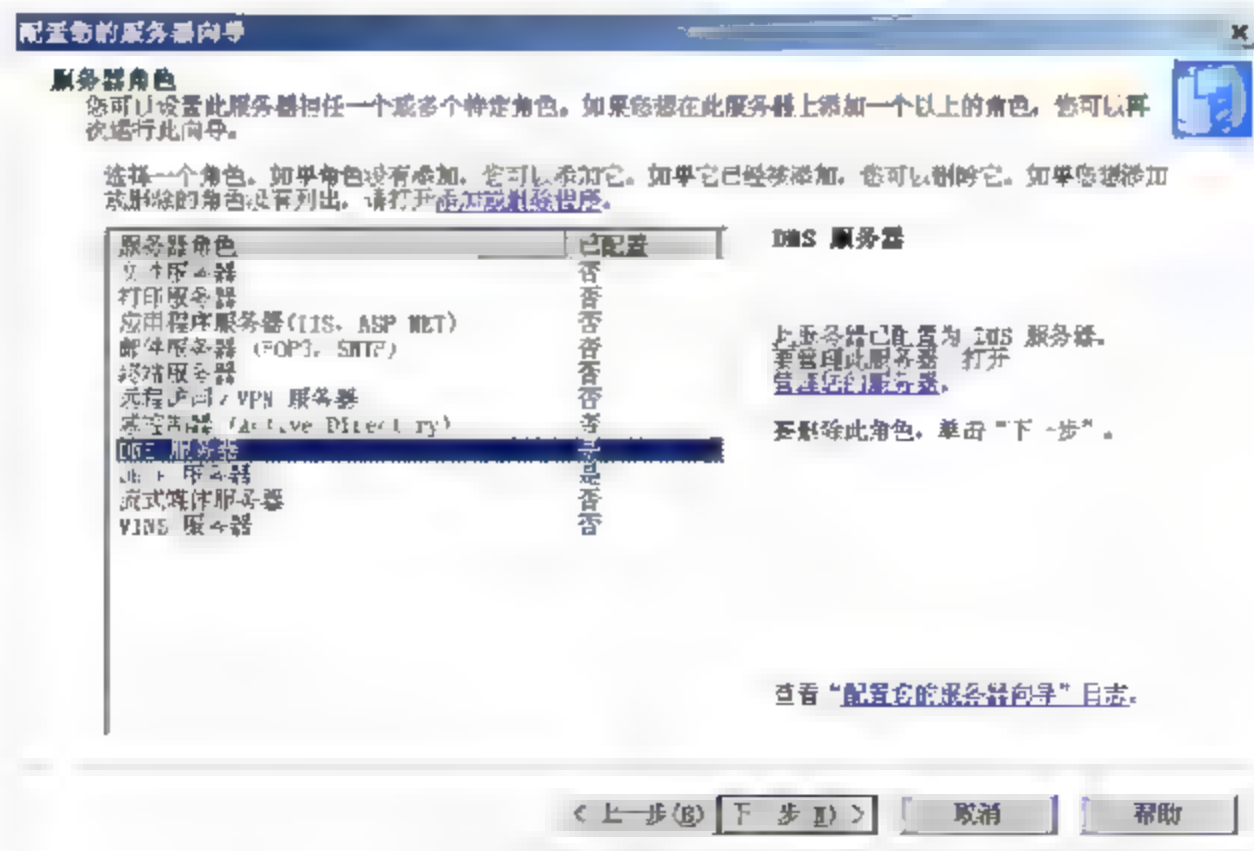 配置您的服务器向导
服务器角色
您可以设置此服务器担任一个或多个特定角色。如果您想在此服务器上添加一个以上的角色，您可以再
次运行此向导。
选择一个角色。如果角色没有添加，您可以添加它。如果它已经被添加，您可以删除它。如果您想添加
或删除的角色没有列出，请打开添加或删除程序。
服务器角色 已配置
文件服务器 否
打印服务器 否
应用程序服务器(IIS, ASP.NET) 否
邮件服务器 (POP3, SMTP) 否
终端服务器 否
远程访问/VPN 服务器 否
域控制器 (Active Directory) 否
DNS 服务器 是
服务器 是
流式媒体服务器 否
WINS 服务器 否
DNS 服务器
此服务器已配置为 DNS 服务器。
要管理此服务器，打开
管理您的服务器。
要删除此角色，单击“下一步”。
查看“配置您的服务器向导”日志。
< 上一步(B) 下一步(N) > 取消 帮助